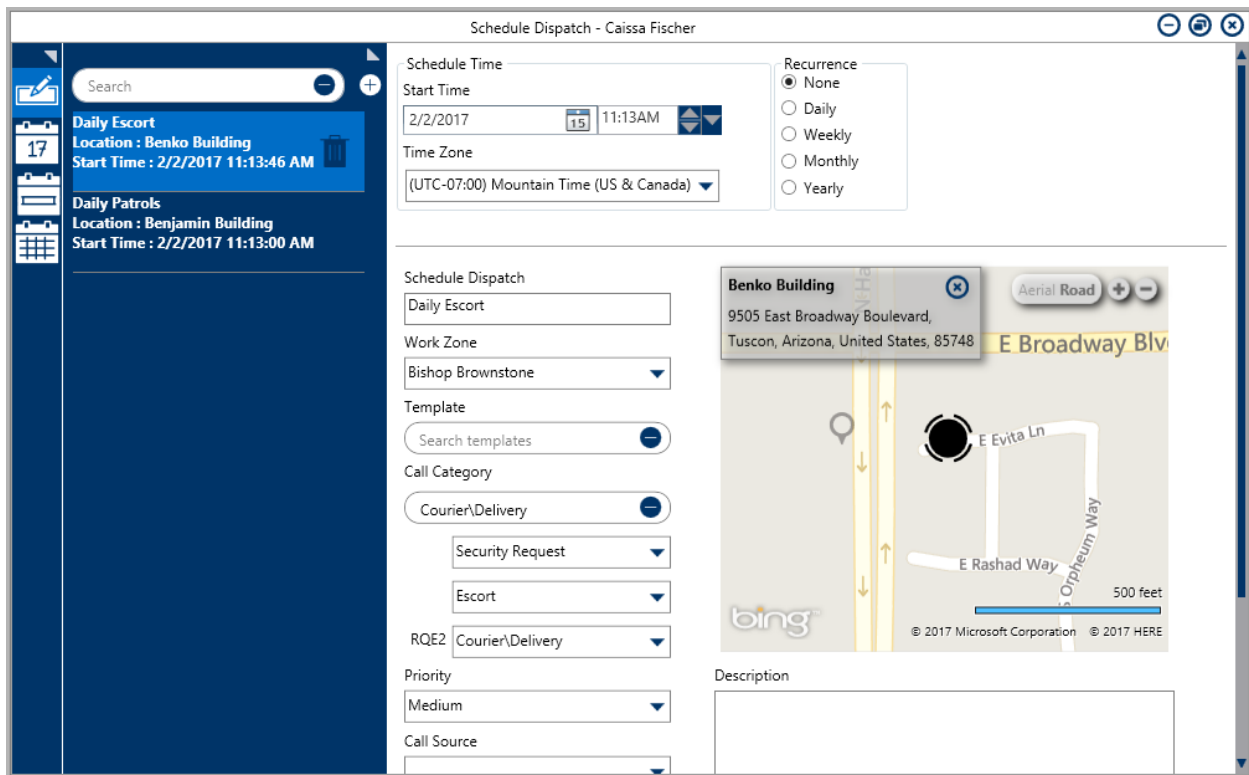 Schedule Dispatch - Caissa Fischer
Search
17
Daily Escort
Location : Benko Building
Start Time : 2/2/2017 11:13:46 AM
Daily Patrols
Location : Benjamin Building
Start Time : 2/2/2017 11:13:00 AM
Schedule Time
Start Time
2/2/2017
15
11:13AM
Time Zone
(UTC-07:00) Mountain Time (US & Canada)
Recurrence
None
Daily
Weekly
Monthly
Yearly
Schedule Dispatch
Daily Escort
Work Zone
Bishop Brownstone
Template
Search templates
Call Category
Courier\Delivery
Security Request
Escort
RQE2 Courier\Delivery
Priority
Medium
Call Source
Benko Building
9505 East Broadway Boulevard,
Tuscon, Arizona, United States, 85748
N Ha
Aerial Road
E Broadway Blv
E Evita Ln
E Rashad Way
S Orpheum Way
500 feet
bing
© 2017 Microsoft Corporation © 2017 HERE
Description